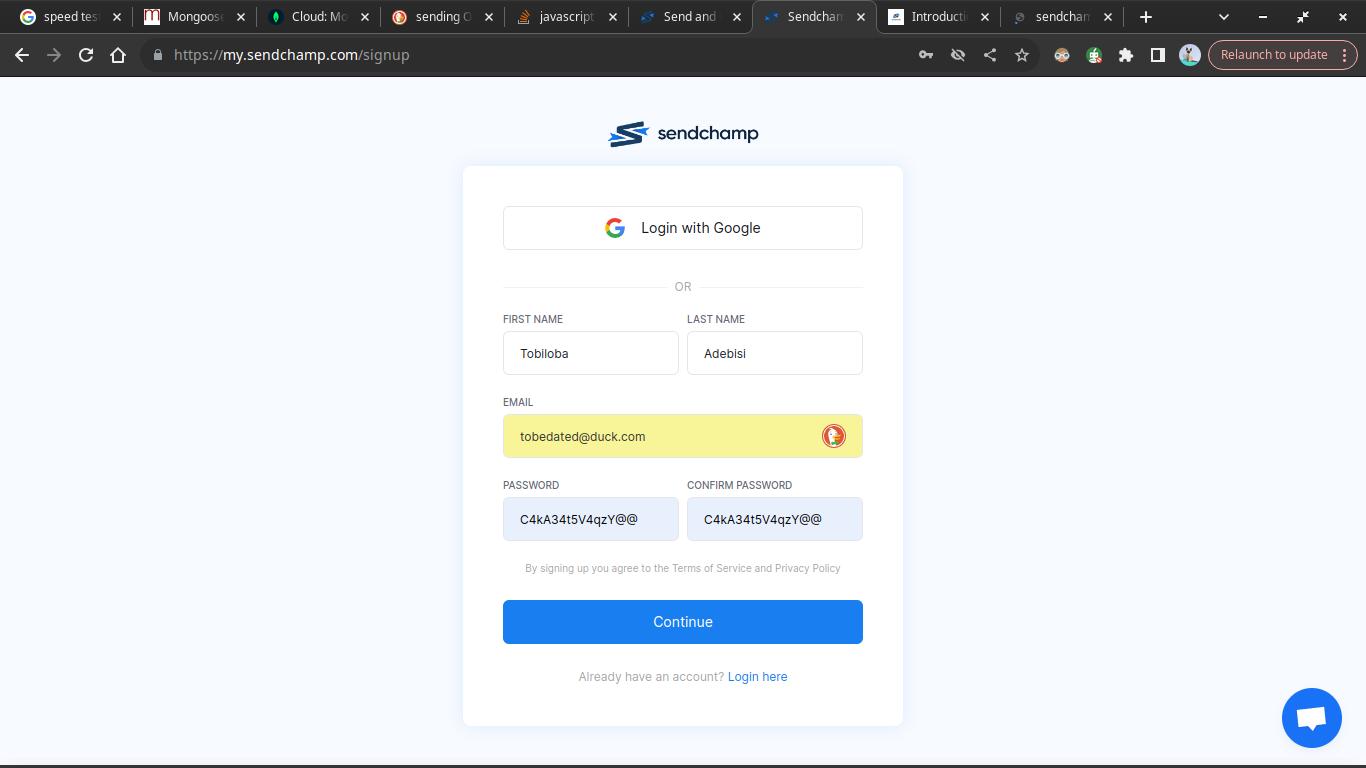 speed tes
Mongoose
Cloud: Mo
sending O
javascript
Send and
Sendcham
Introducti
sendcham
https://my.sendchamp.com/signup
Relaunch to update
sendchamp
Login with Google
OR
FIRST NAME
LAST NAME
Tobiloba
Adebisi
EMAIL
tobedated@duck.com
PASSWORD
CONFIRM PASSWORD
C4kA34t5V4qzY@@
C4kA34t5V4qzY@@
By signing up you agree to the Terms of Service and Privacy Policy
Continue
Already have an account? Login here